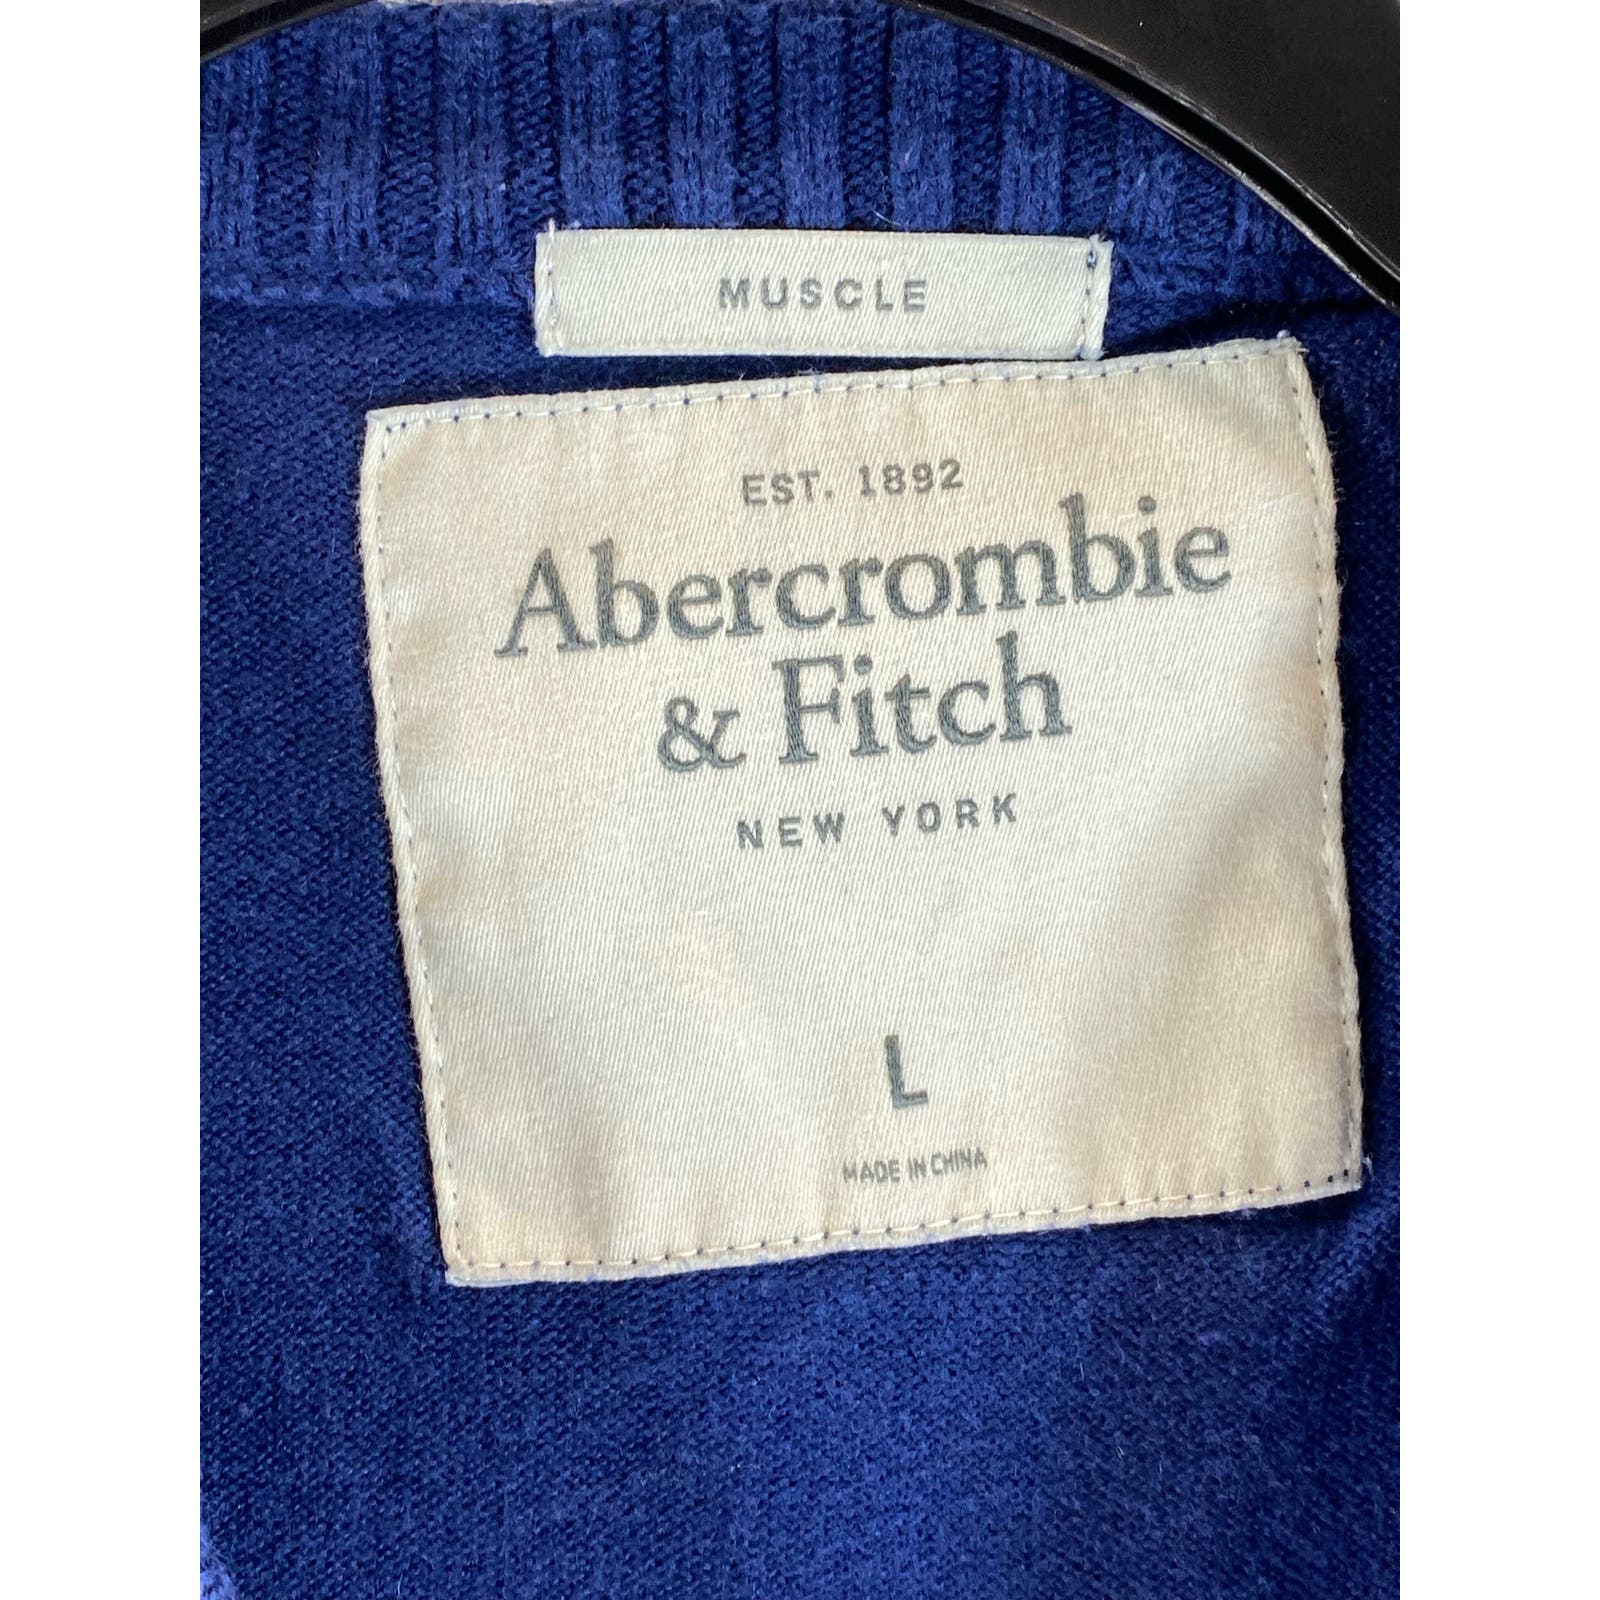 MUSCLE
EST. 1892
Abercrombie
& Fitch
NEW YORK
L
MADE IN CHINA